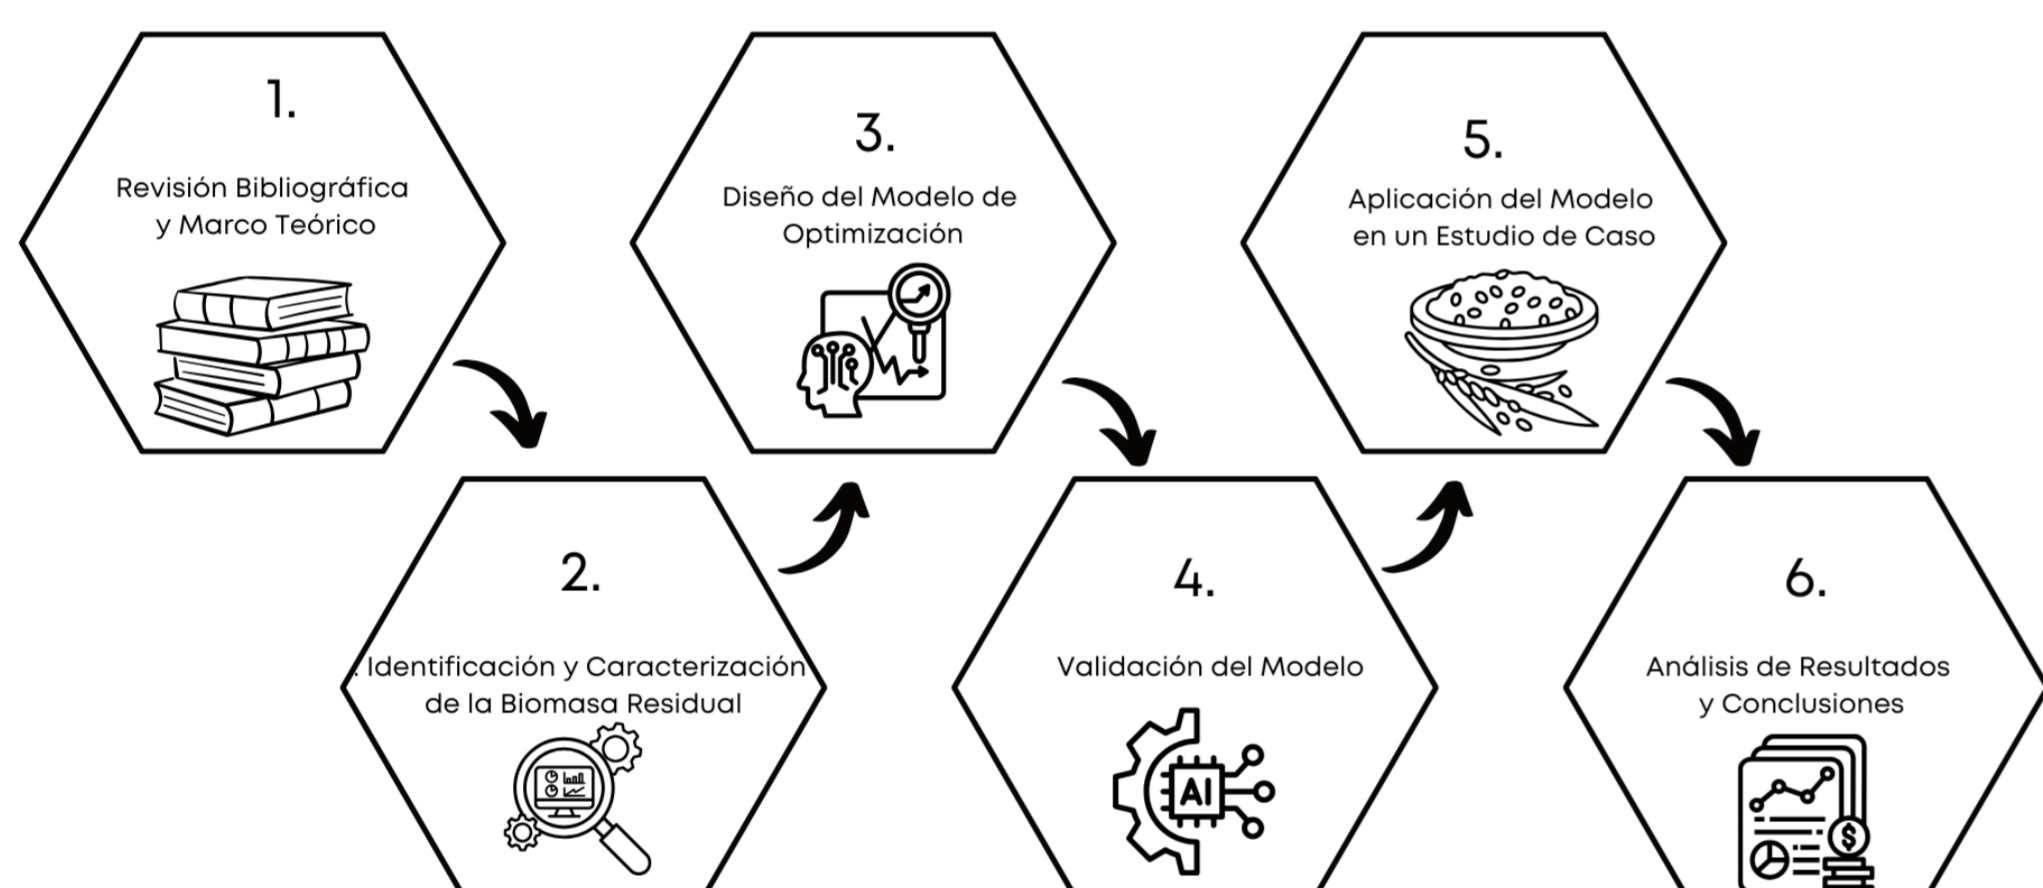 1.
Revisión Bibliográfica
y Marco Teórico
2.
. Identificación y Caracterización
de la Biomasa Residual
3.
Diseño del Modelo de
Optimización
4.
Validación del Modelo
AI
5.
Aplicación del Modelo
en un Estudio de Caso
6.
Análisis de Resultados
y Conclusiones
$